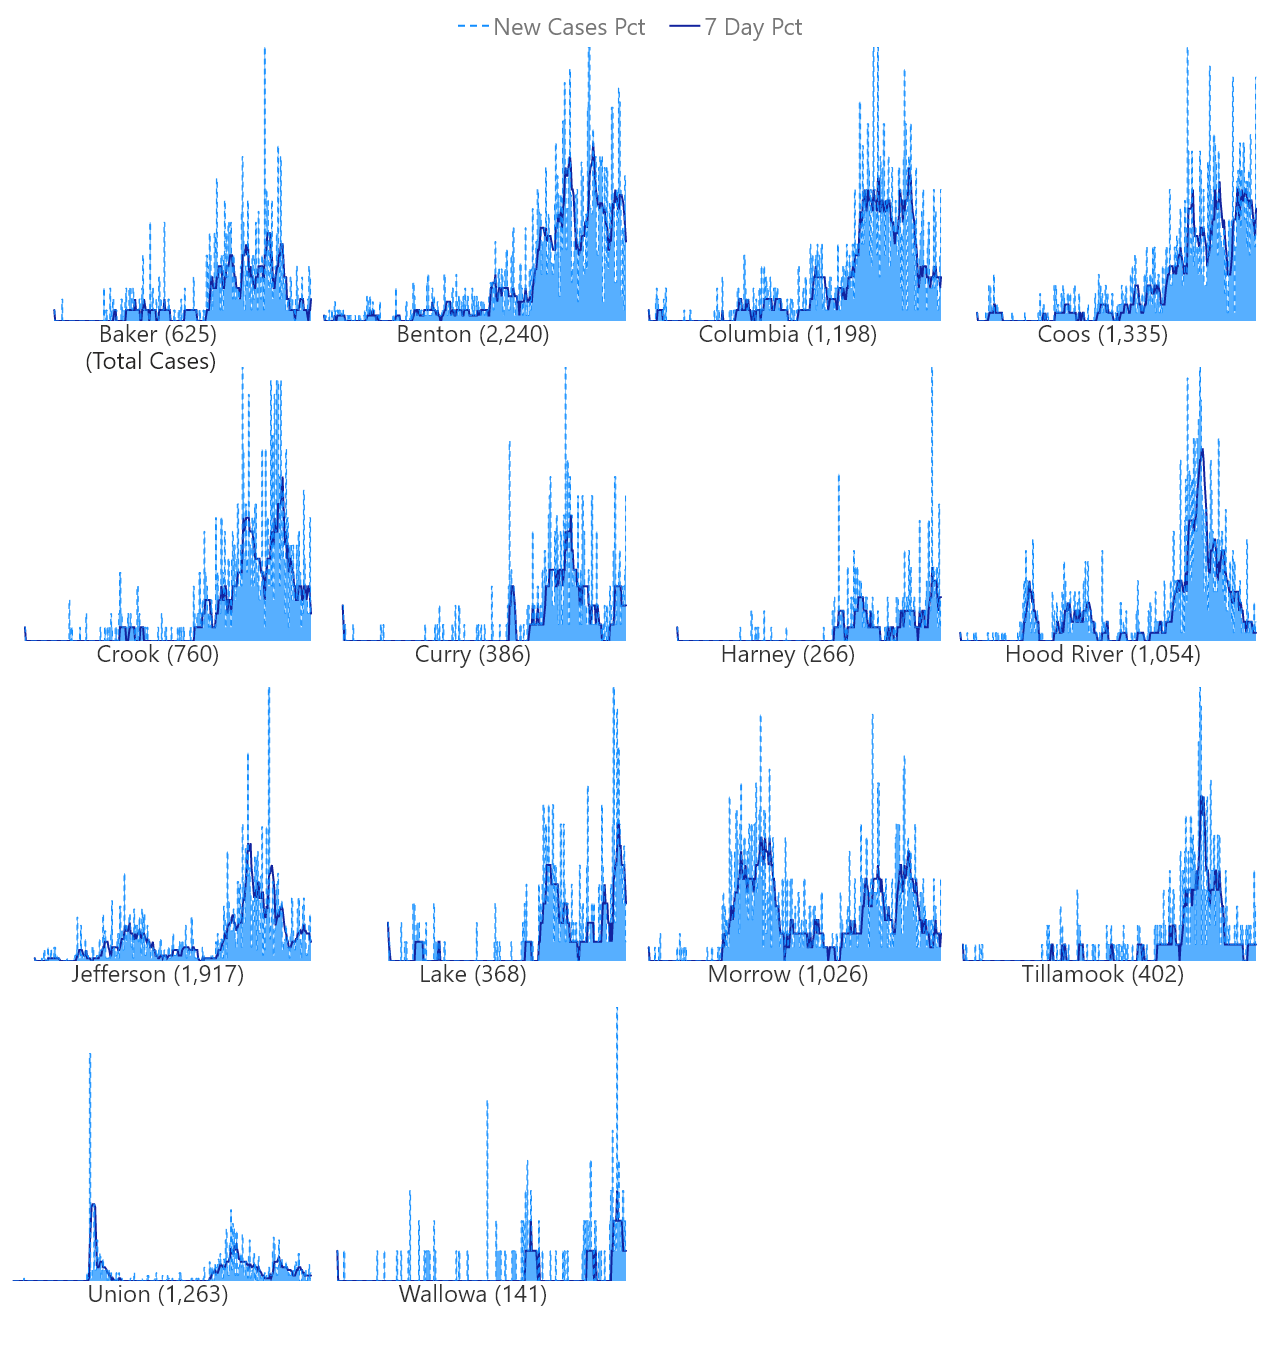 New Cases Pct 7 Day Pct
Baker (625) Benton (2,240) Columbia (1,198) Coos (1,335)
(Total Cases)
Crook (760) Curry (386) Harney (266) Hood River (1,054)
Jefferson (1,917) Lake (368) Morrow (1,026) Tillamook (402)
Union (1,263) Wallowa (141)